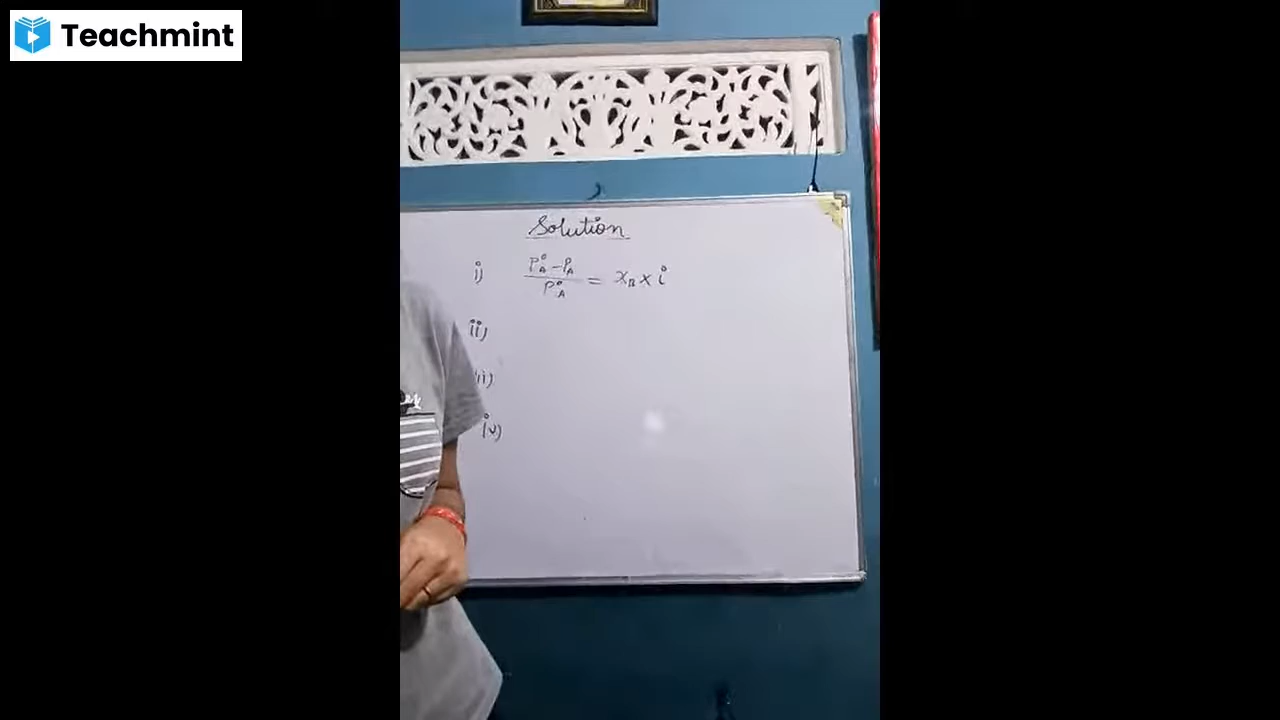 Teachmint
Solution
i) (P°A – PA) / P°A = xB x i
ii)
iii)
iv)